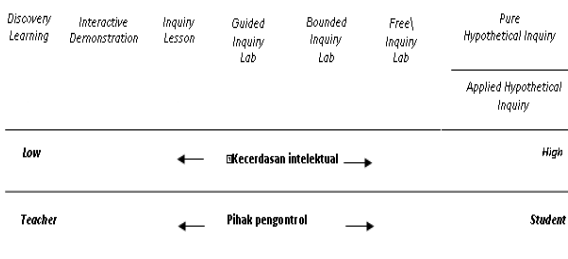 Discovery Learning
Interactive Demonstration
Inquiry Lesson
Guided Inquiry Lab
Bounded Inquiry Lab
Free\ Inquiry Lab
Pure Hypothetical Inquiry
Applied Hypothetical Inquiry
Low
Kecerdasan intelektual
High
Teacher
Pihak pengontrol
Student